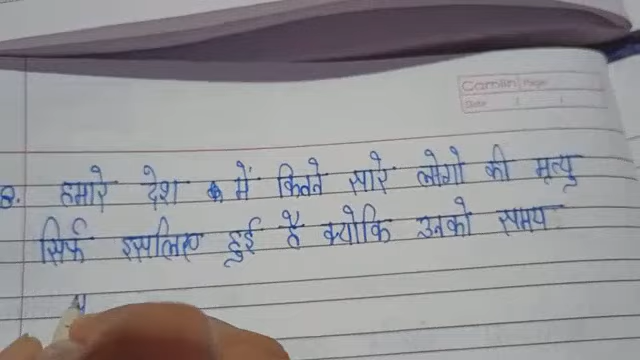 Camlin Page
Date / /
8. हमारे देश में कितने सारे लोगो की मृत्यु
सिर्फ इसलिए हुई है क्योकि उनको समय
प